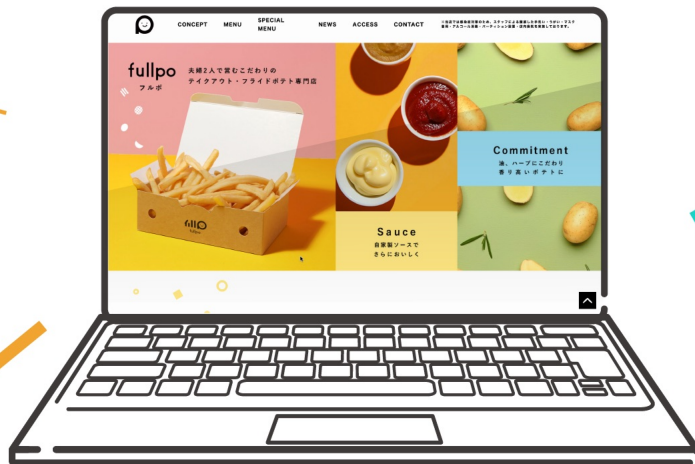 CONCEPT
MENU
SPECIAL
MENU
NEWS
ACCESS
CONTACT
fullpo
フルポ
夫婦2人で営むこだわりの
テイクアウト・フライドポテト専門店
Sauce
自家製ソースで
さらにおいしく
Commitment
油、ハーブにこだわり
香り高いポテトに